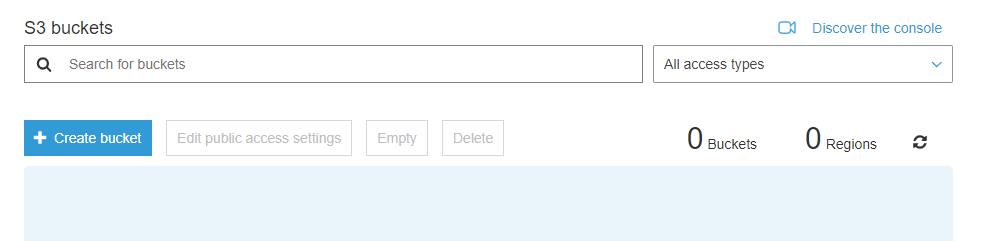 S3 buckets
Discover the console
Search for buckets
All access types
Create bucket
Edit public access settings
Empty
Delete
0 Buckets
0 Regions